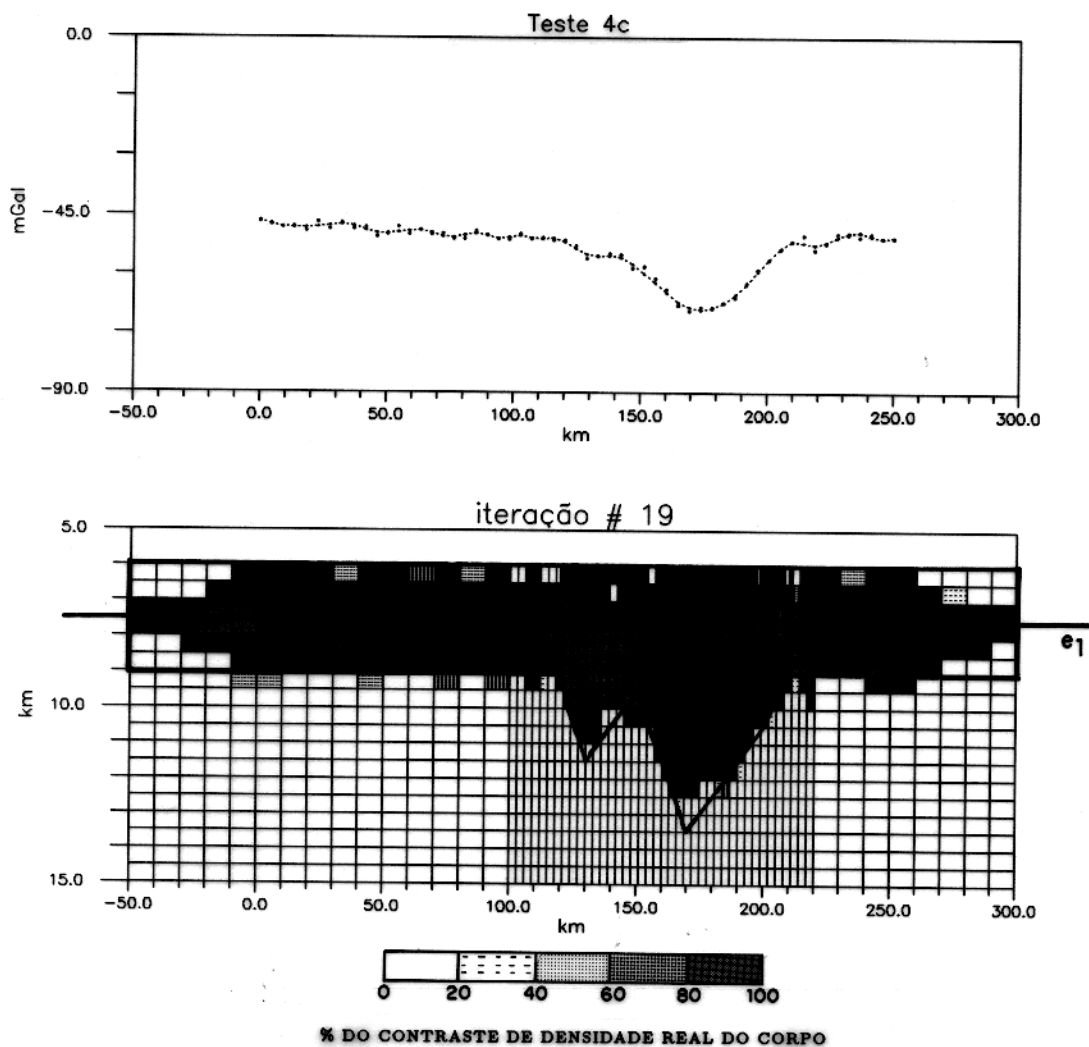 Teste 4c
0.0
mGal
-45.0
-90.0
-50.0 0.0 50.0 100.0 150.0 200.0 250.0 300.0
km
iteração # 19
5.0
e1
km
10.0
15.0
-50.0 0.0 50.0 100.0 150.0 200.0 250.0 300.0
km
0 20 40 60 80 100
% DO CONTRASTE DE DENSIDADE REAL DO CORPO